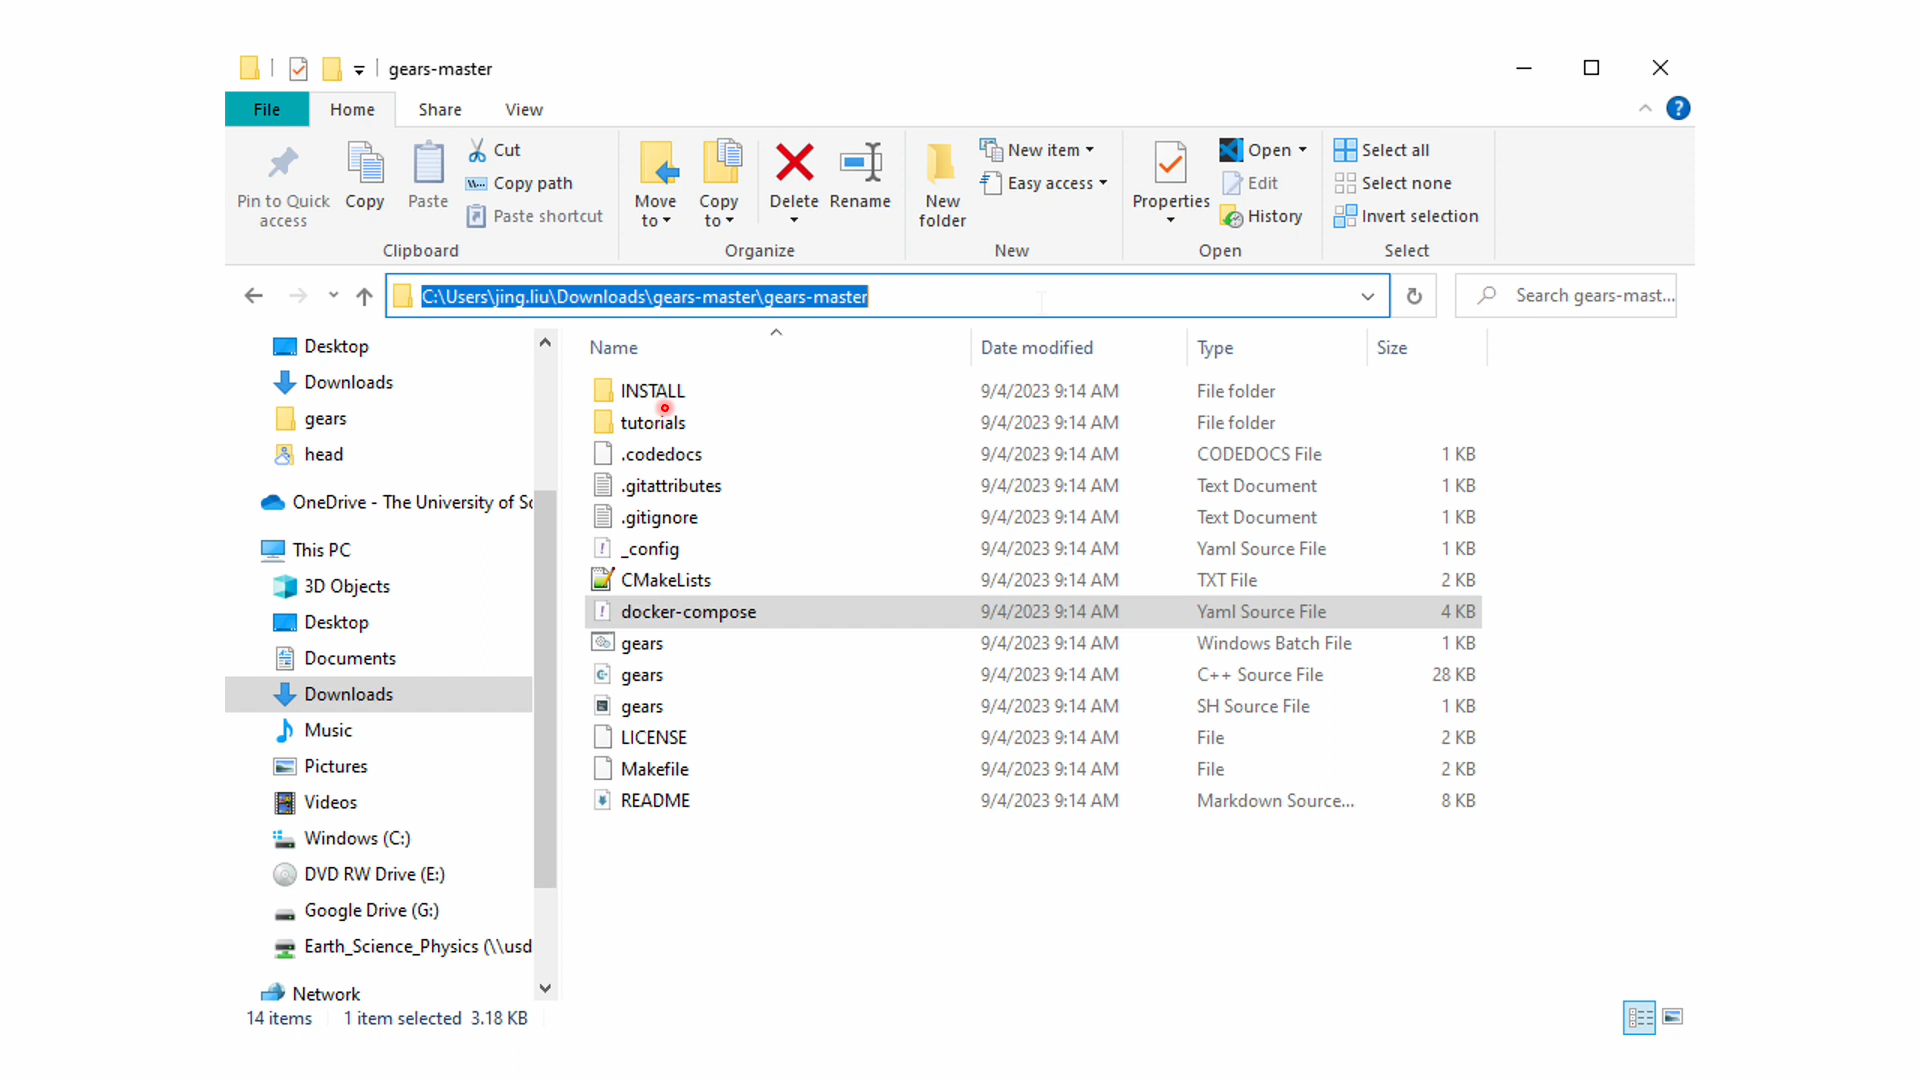 gears-master
File Home Share View
Pin to Quick access
Copy
Paste
Cut
Copy path
Paste shortcut
Clipboard
Move to
Copy to
Delete
Rename
Organize
New folder
New item
Easy access
New
Properties
Open
Edit
History
Open
Select all
Select none
Invert selection
Select
C:\Users\jing.liu\Downloads\gears-master\gears-master
Search gears-mast...
Desktop
Downloads
gears
head
OneDrive - The University of So
This PC
3D Objects
Desktop
Documents
Downloads
Music
Pictures
Videos
Windows (C:)
DVD RW Drive (E:)
Google Drive (G:)
Earth_Science_Physics (\\usd
Network
Name Date modified Type Size
INSTALL 9/4/2023 9:14 AM File folder
tutorials 9/4/2023 9:14 AM File folder
.codedocs 9/4/2023 9:14 AM CODEDOCS File 1 KB
.gitattributes 9/4/2023 9:14 AM Text Document 1 KB
.gitignore 9/4/2023 9:14 AM Text Document 1 KB
_config 9/4/2023 9:14 AM Yaml Source File 1 KB
CMakeLists 9/4/2023 9:14 AM TXT File 2 KB
docker-compose 9/4/2023 9:14 AM Yaml Source File 4 KB
gears 9/4/2023 9:14 AM Windows Batch File 1 KB
gears 9/4/2023 9:14 AM C++ Source File 28 KB
gears 9/4/2023 9:14 AM SH Source File 1 KB
LICENSE 9/4/2023 9:14 AM File 2 KB
Makefile 9/4/2023 9:14 AM File 2 KB
README 9/4/2023 9:14 AM Markdown Source... 8 KB
14 items 1 item selected 3.18 KB